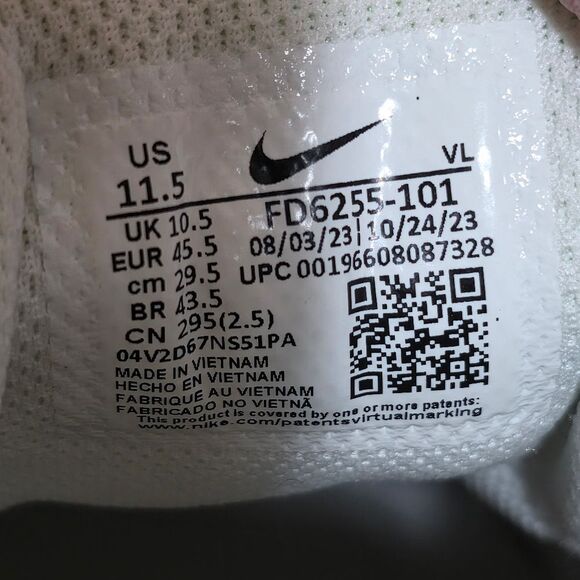 US
11.5
VL
UK 10.5
EUR 45.5
cm 29.5
BR 43.5
CN 295(2.5)
FD6255-101
08/03/23|10/24/23
UPC 00196608087328
04V2D67NS51PA
MADE IN VIETNAM
HECHO EN VIETNAM
FABRIQUÉ AU VIETNAM
FABRICADO NO VIETNÃ
This product is covered by one or more patents:
www.nike.com/patentsvirtualmarking